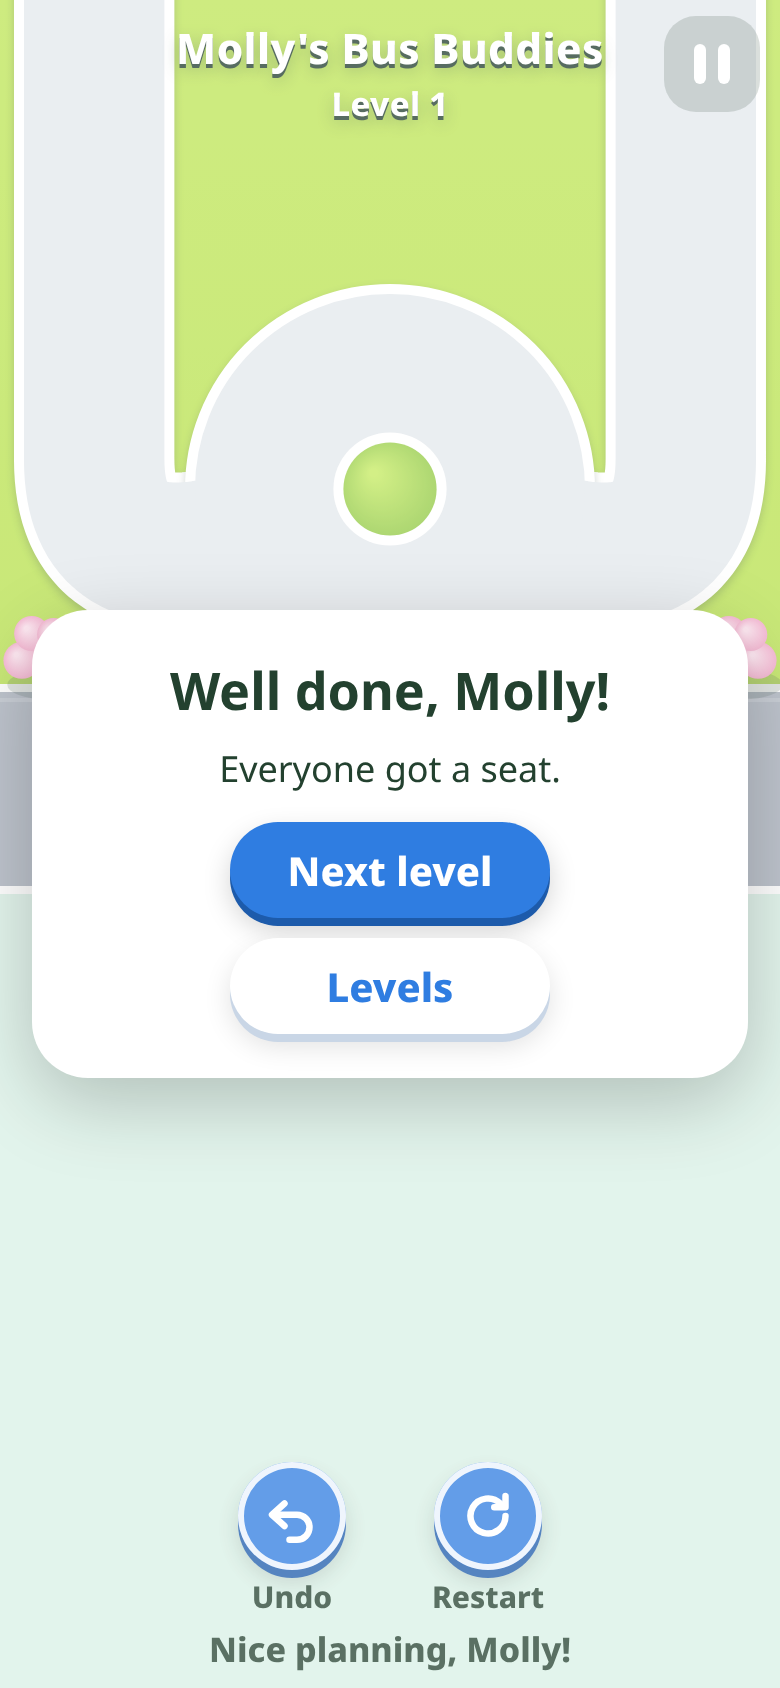 Molly's Bus Buddies
Level 1
Well done, Molly!
Everyone got a seat.
Next level
Levels
Undo
Restart
Nice planning, Molly!